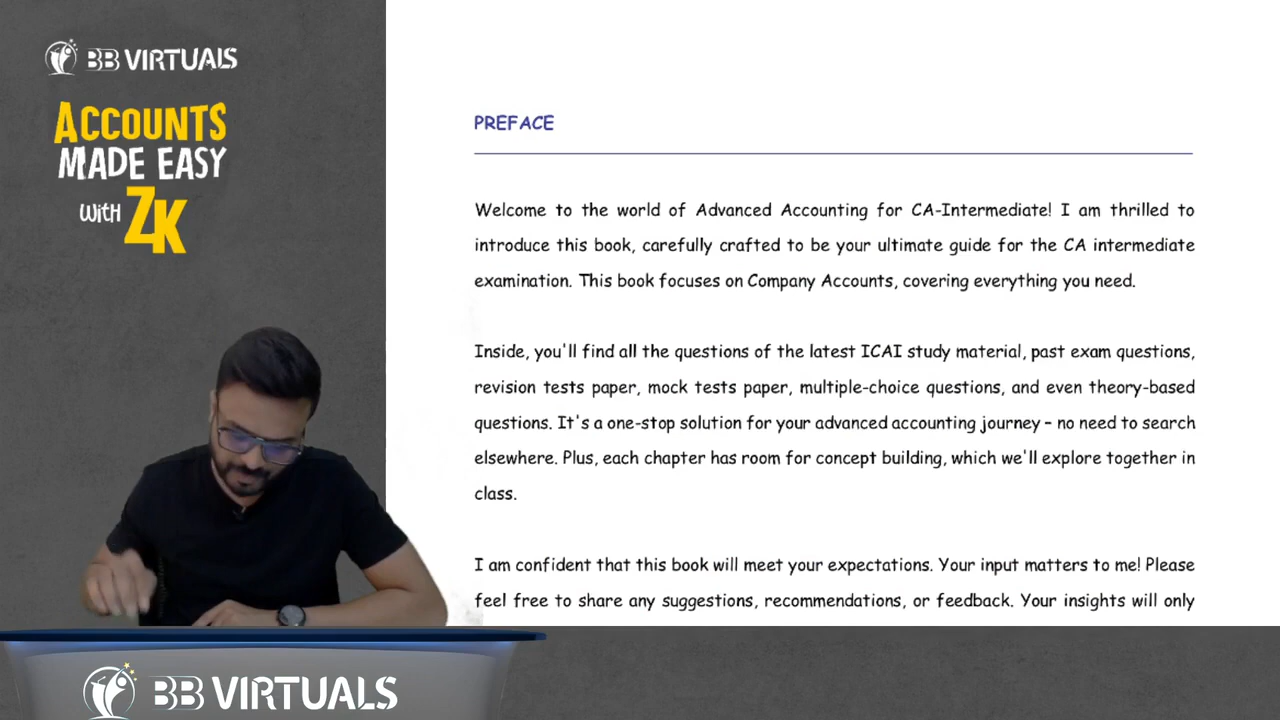 BB VIRTUALS
ACCOUNTS
MADE EASY
with ZK
PREFACE
Welcome to the world of Advanced Accounting for CA-Intermediate! I am thrilled to
introduce this book, carefully crafted to be your ultimate guide for the CA intermediate
examination. This book focuses on Company Accounts, covering everything you need.
Inside, you'll find all the questions of the latest ICAI study material, past exam questions,
revision tests paper, mock tests paper, multiple-choice questions, and even theory-based
questions. It's a one-stop solution for your advanced accounting journey – no need to search
elsewhere. Plus, each chapter has room for concept building, which we'll explore together in
class.
I am confident that this book will meet your expectations. Your input matters to me! Please
feel free to share any suggestions, recommendations, or feedback. Your insights will only
BB VIRTUALS